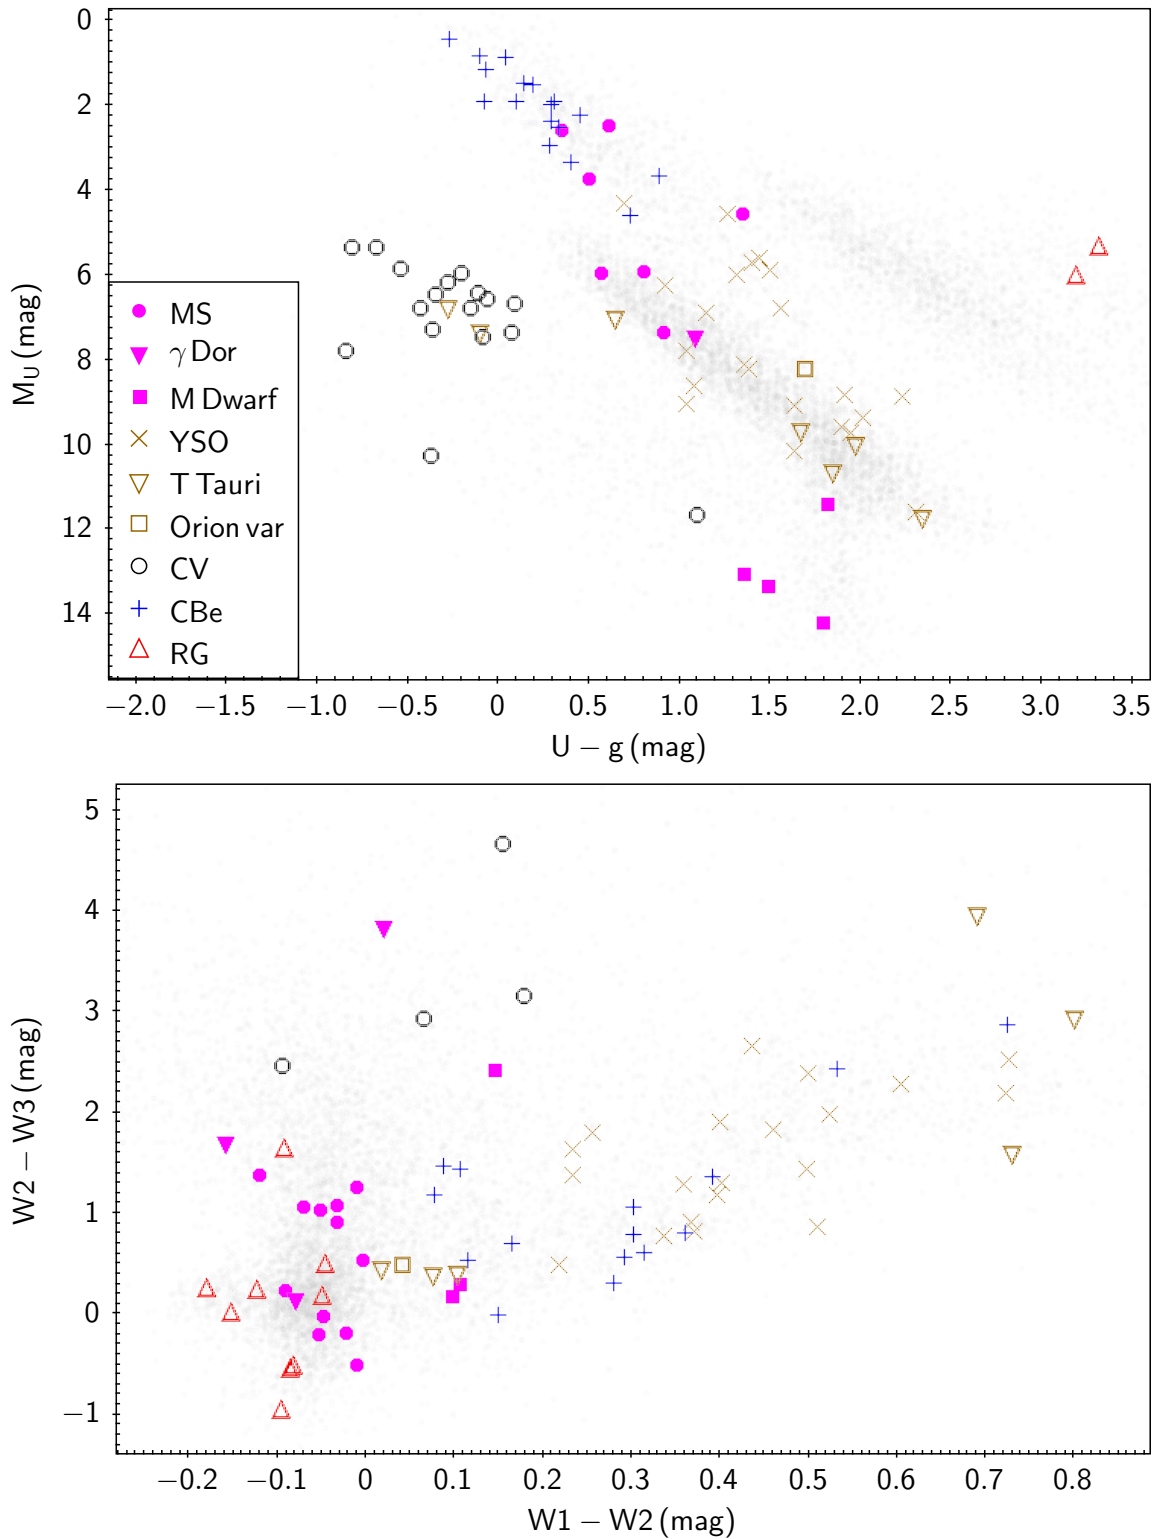 0
2
4
6
8
10
12
14
M_U (mag)
MS
γ Dor
M Dwarf
YSO
T Tauri
Orion var
CV
CBe
RG
−2.0 −1.5 −1.0 −0.5 0 0.5 1.0 1.5 2.0 2.5 3.0 3.5
U − g (mag)
5
4
3
2
1
0
−1
W2 − W3 (mag)
−0.2 −0.1 0 0.1 0.2 0.3 0.4 0.5 0.6 0.7 0.8
W1 − W2 (mag)